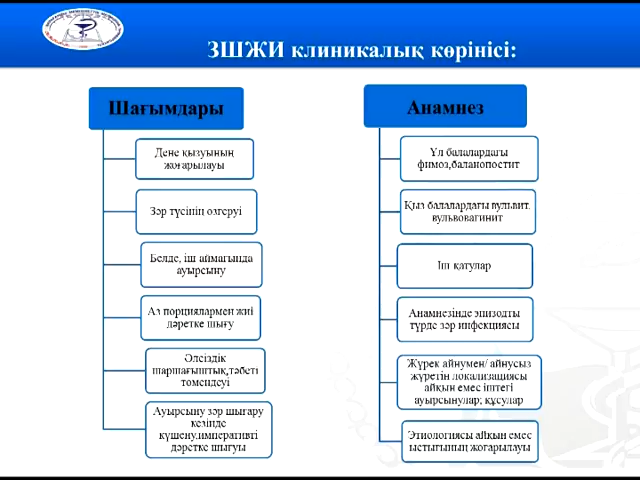 ЗШЖИ клиникалық көрінісі:
Шағымдары
Дене қызуының
жоғарылауы
Зәр түсінің өзгеруі
Белде, іш аймағында
ауырсыну
Аз порциялармен жиі
дәретке шығу
Әлсіздік
шаршағыштық,тәбеті
төмендеуі
Ауырсыну зәр шығару
кезінде
күшену,императивті
дәретке шығуы
Анамнез
Ұл балалардағы
фимоз,баланопостит
Қыз балалардағы вульвит,
вульвовагинит
Іш қатулар
Анамнезінде эпизодты
түрде зәр инфекциясы
Жүрек айнумен/ айнусыз
жүретін локализациясы
айқын емес іштегі
ауырсынулар; құсулар
Этиологиясы айқын емес
ыстығының жоғарылауы